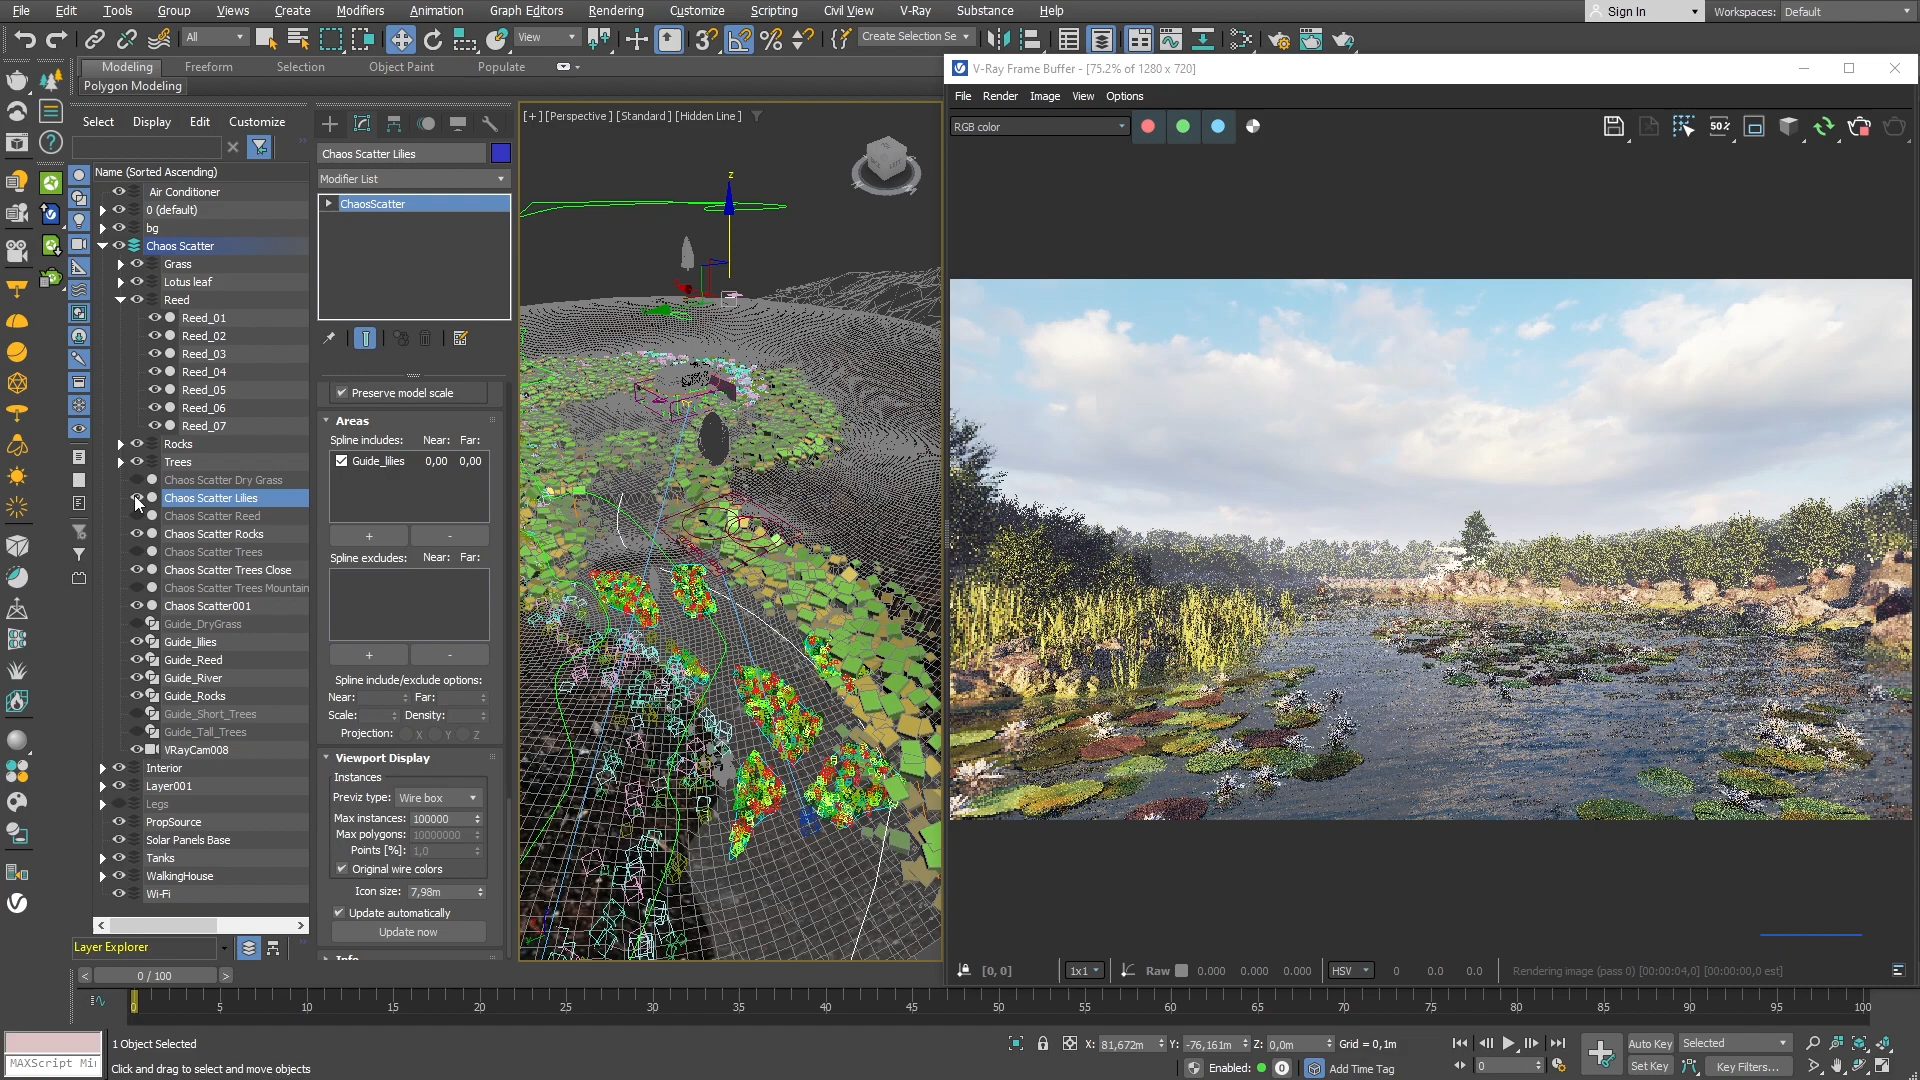 File Edit Tools Group Views Create Modifiers Animation Graph Editors Rendering Customize Scripting Civil View V-Ray Substance Help
Sign In Workspaces: Default
All View Create Selection Se
Modeling Freeform Selection Object Paint Populate
Polygon Modeling
Select Display Edit Customize
Name (Sorted Ascending)
Air Conditioner
0 (default)
bg
Chaos Scatter
Grass
Lotus leaf
Reed
Reed_01
Reed_02
Reed_03
Reed_04
Reed_05
Reed_06
Reed_07
Rocks
Trees
Chaos Scatter Dry Grass
Chaos Scatter Lilies
Chaos Scatter Reed
Chaos Scatter Rocks
Chaos Scatter Trees
Chaos Scatter Trees Close
Chaos Scatter Trees Mountain
Chaos Scatter001
Guide_DryGrass
Guide_lilies
Guide_Reed
Guide_River
Guide_Rocks
Guide_Short_Trees
Guide_Tall_Trees
VRayCam008
Interior
Layer001
Legs
PropSource
Solar Panels Base
Tanks
WalkingHouse
Wi-Fi
Layer Explorer
Chaos Scatter Lilies
Modifier List
ChaosScatter
Preserve model scale
Areas
Spline includes: Near: Far:
Guide_lilies 0,00 0,00
+ -
Spline excludes: Near: Far:
+ -
Spline include/exclude options:
Near: Far:
Scale: Density:
Projection: X Y Z
Viewport Display
Instances
Previz type: Wire box
Max instances: 100000
Max polygons: 10000000
Points [%]: 1,0
Original wire colors
Icon size: 7,98m
Update automatically
Update now
Info
[+] [Perspective] [Standard] [Hidden Line]
z
V-Ray Frame Buffer - [75.2% of 1280 x 720]
File Render Image View Options
RGB color
50%
[0, 0] 1x1 Raw 0.000 0.000 0.000 HSV 0 0.0 0.0 Rendering image (pass 0) [00:00:04,0] [00:00:00,0 est]
< 0 / 100 >
0 5 10 15 20 25 30 35 40 45 50 55 60 65 70 75 80 85 90 95 100
1 Object Selected
MAXScript Mi
Click and drag to select and move objects
X: 81,672m Y: -76,161m Z: 0,0m Grid = 0,1m
Enabled: 0 Add Time Tag
0
Auto Key Selected
Set Key Key Filters...